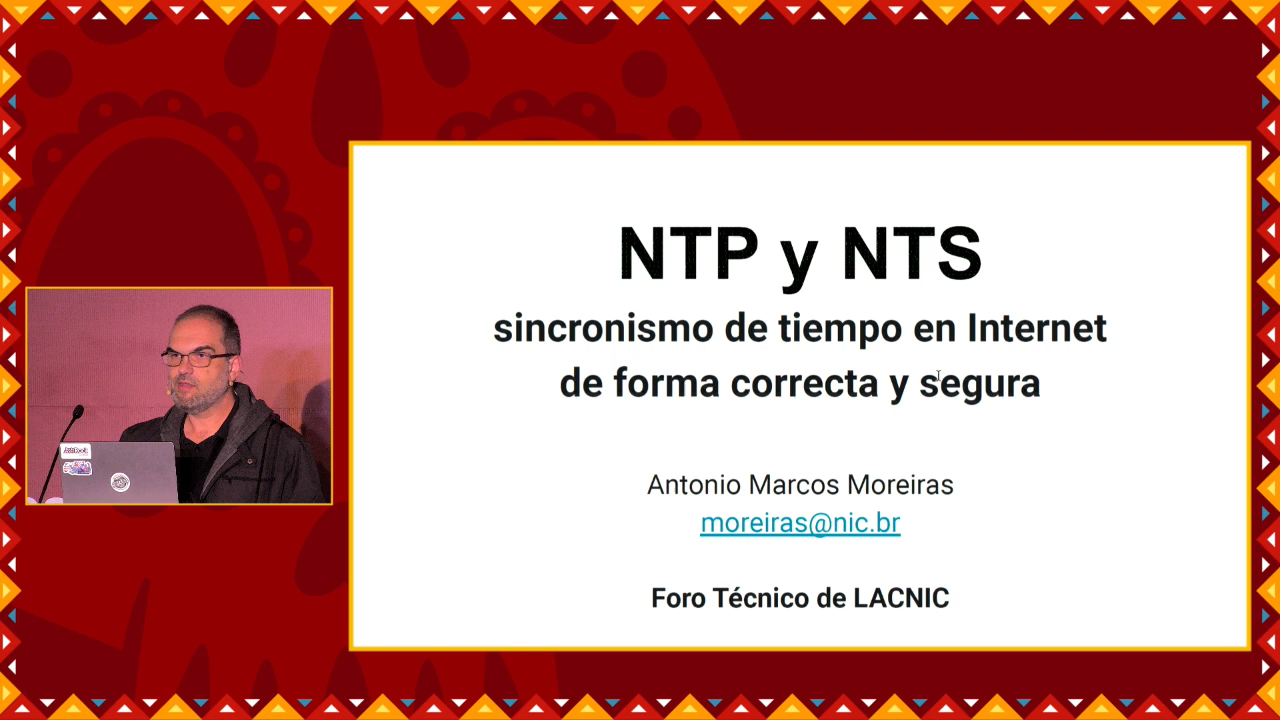 NTP y NTS
sincronismo de tiempo en Internet
de forma correcta y segura
Antonio Marcos Moreiras
moreiras@nic.br
Foro Técnico de LACNIC